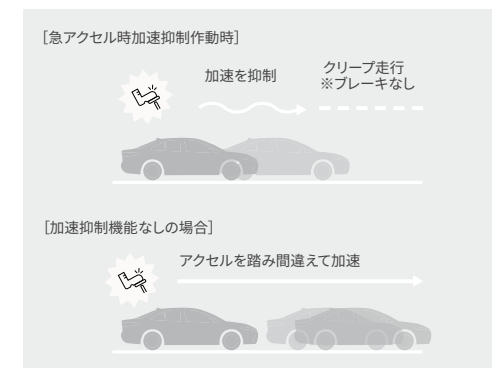 ［急アクセル時加速抑制作動時］
加速を抑制
クリープ走行
※ブレーキなし
［加速抑制機能なしの場合］
アクセルを踏み間違えて加速